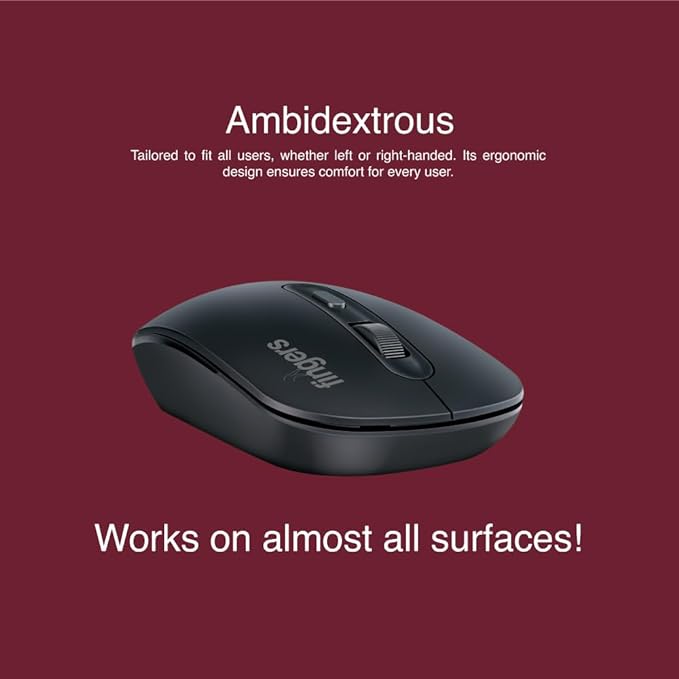 Ambidextrous
Tailored to fit all users, whether left or right-handed. Its ergonomic
design ensures comfort for every user.
fingers
Works on almost all surfaces!